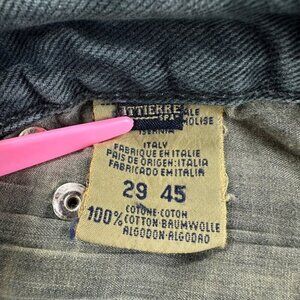 ITTIERRE
SPA
MOLISE
ISERNIA
ITALY
FABRIQUE EN ITALIE
PAIS DE ORIGEN:ITALIA
FABRICADO EM ITALIA
29 45
100% COTONE-COTON
COTTON BAUMWOLLE
ALGODON-ALGODAO